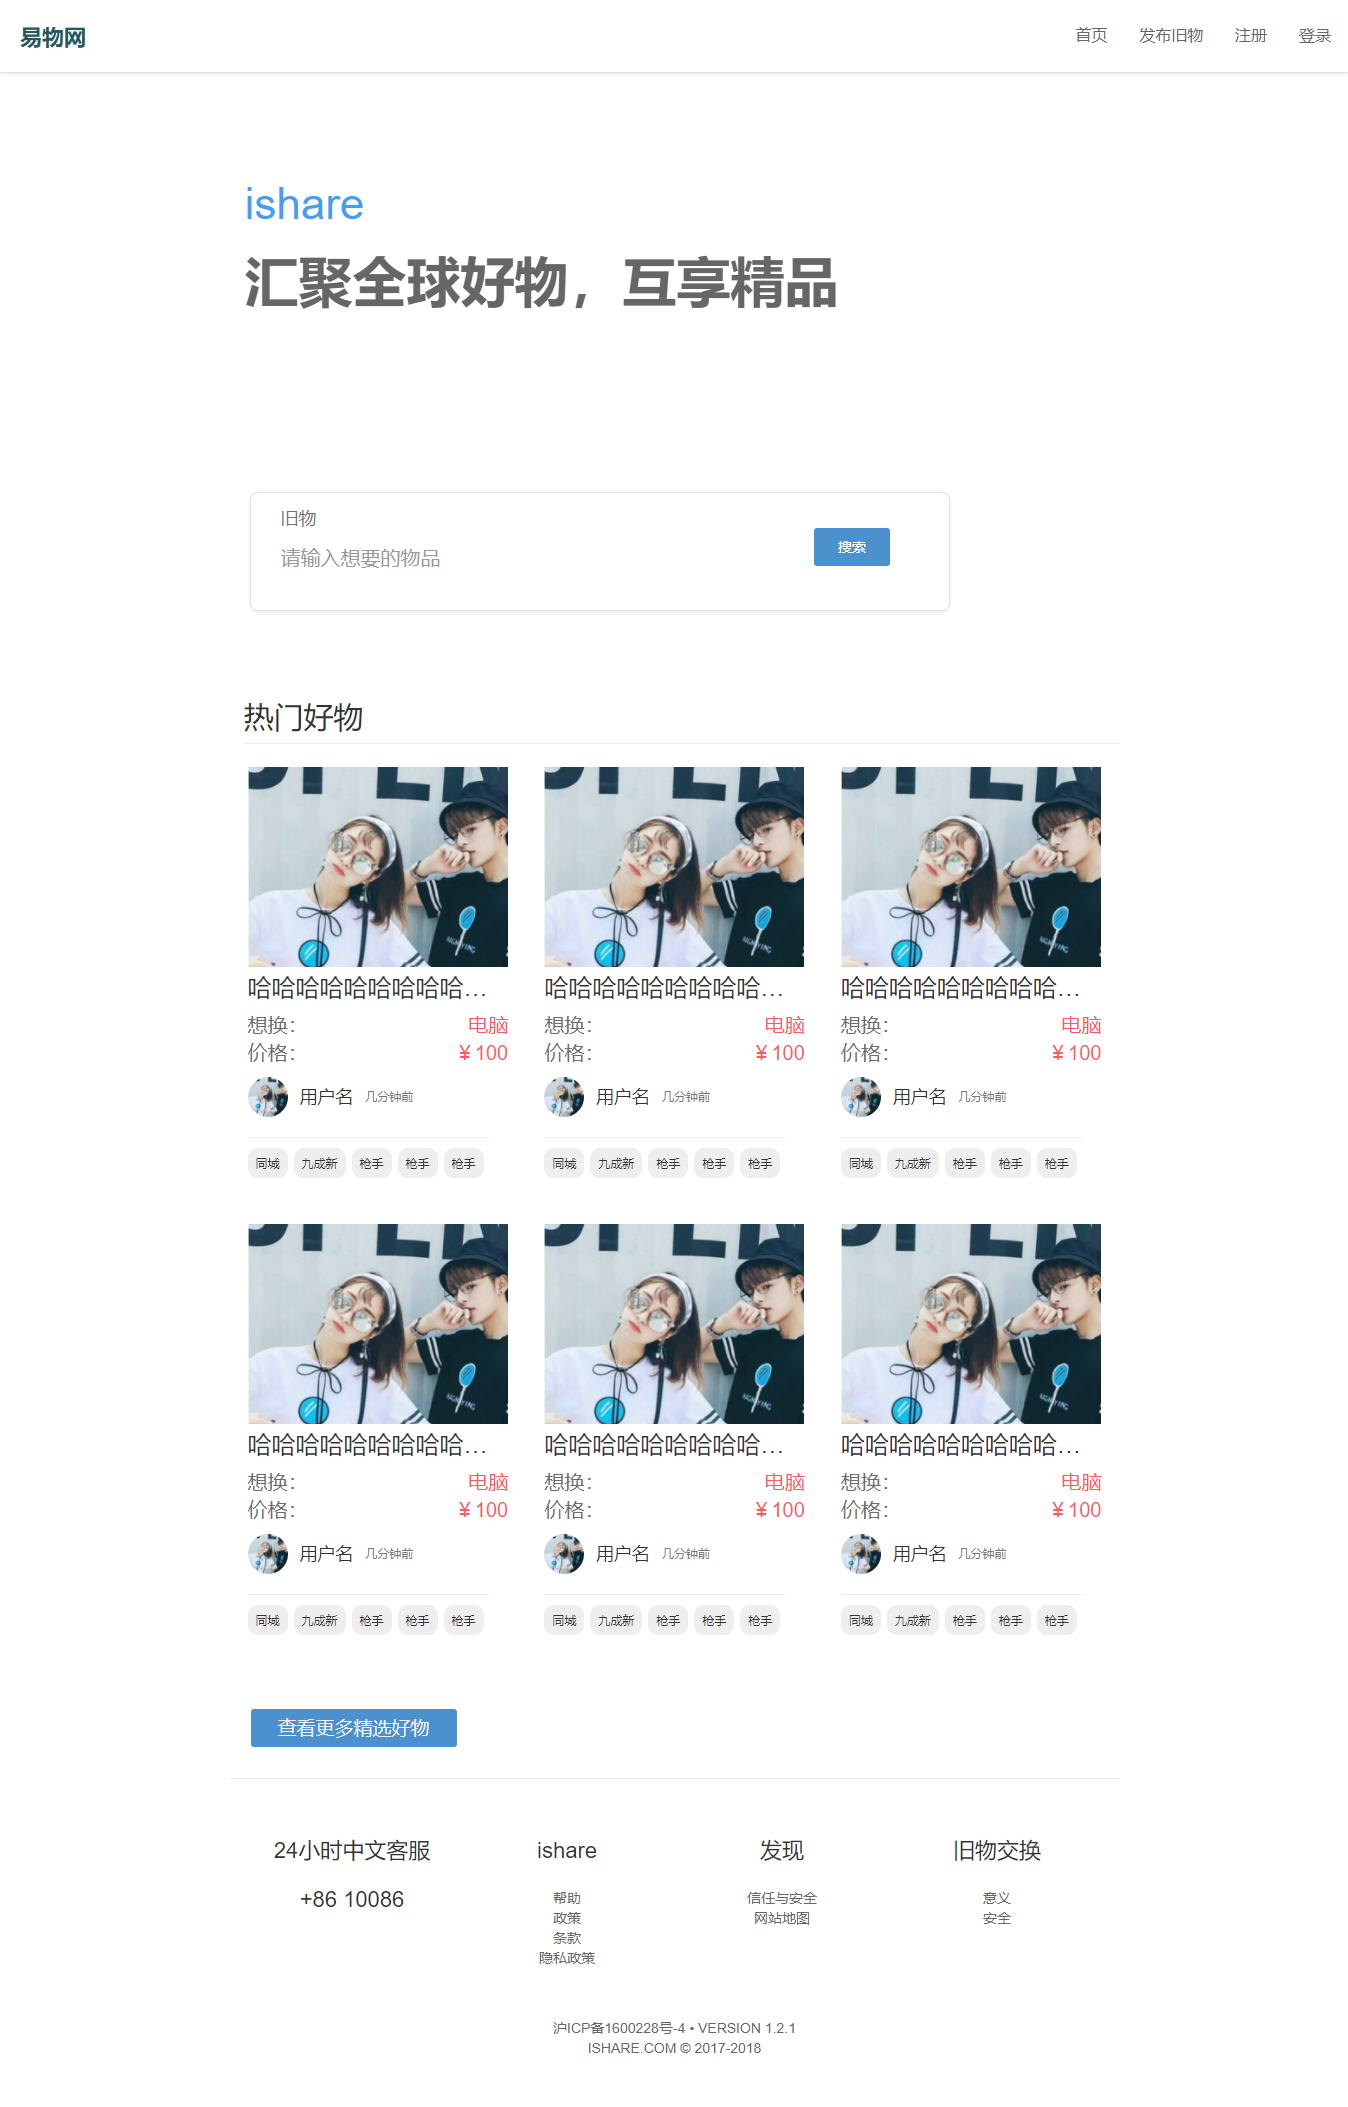 易物网
首页 发布旧物 注册 登录
ishare
汇聚全球好物，互享精品
旧物
请输入想要的物品
搜索
热门好物
哈哈哈哈哈哈哈哈哈... 哈哈哈哈哈哈哈哈哈... 哈哈哈哈哈哈哈哈哈...
想换： 电脑 想换： 电脑 想换： 电脑
价格： ¥ 100 价格： ¥ 100 价格： ¥ 100
用户名 几分钟前 用户名 几分钟前 用户名 几分钟前
同城 九成新 枪手 枪手 枪手 同城 九成新 枪手 枪手 枪手 同城 九成新 枪手 枪手 枪手
哈哈哈哈哈哈哈哈哈... 哈哈哈哈哈哈哈哈哈... 哈哈哈哈哈哈哈哈哈...
想换： 电脑 想换： 电脑 想换： 电脑
价格： ¥ 100 价格： ¥ 100 价格： ¥ 100
用户名 几分钟前 用户名 几分钟前 用户名 几分钟前
同城 九成新 枪手 枪手 枪手 同城 九成新 枪手 枪手 枪手 同城 九成新 枪手 枪手 枪手
查看更多精选好物
24小时中文客服
+86 10086
ishare
帮助
政策
条款
隐私政策
发现
信任与安全
网站地图
旧物交换
意义
安全
沪ICP备1600228号-4 • VERSION 1.2.1
ISHARE.COM © 2017-2018